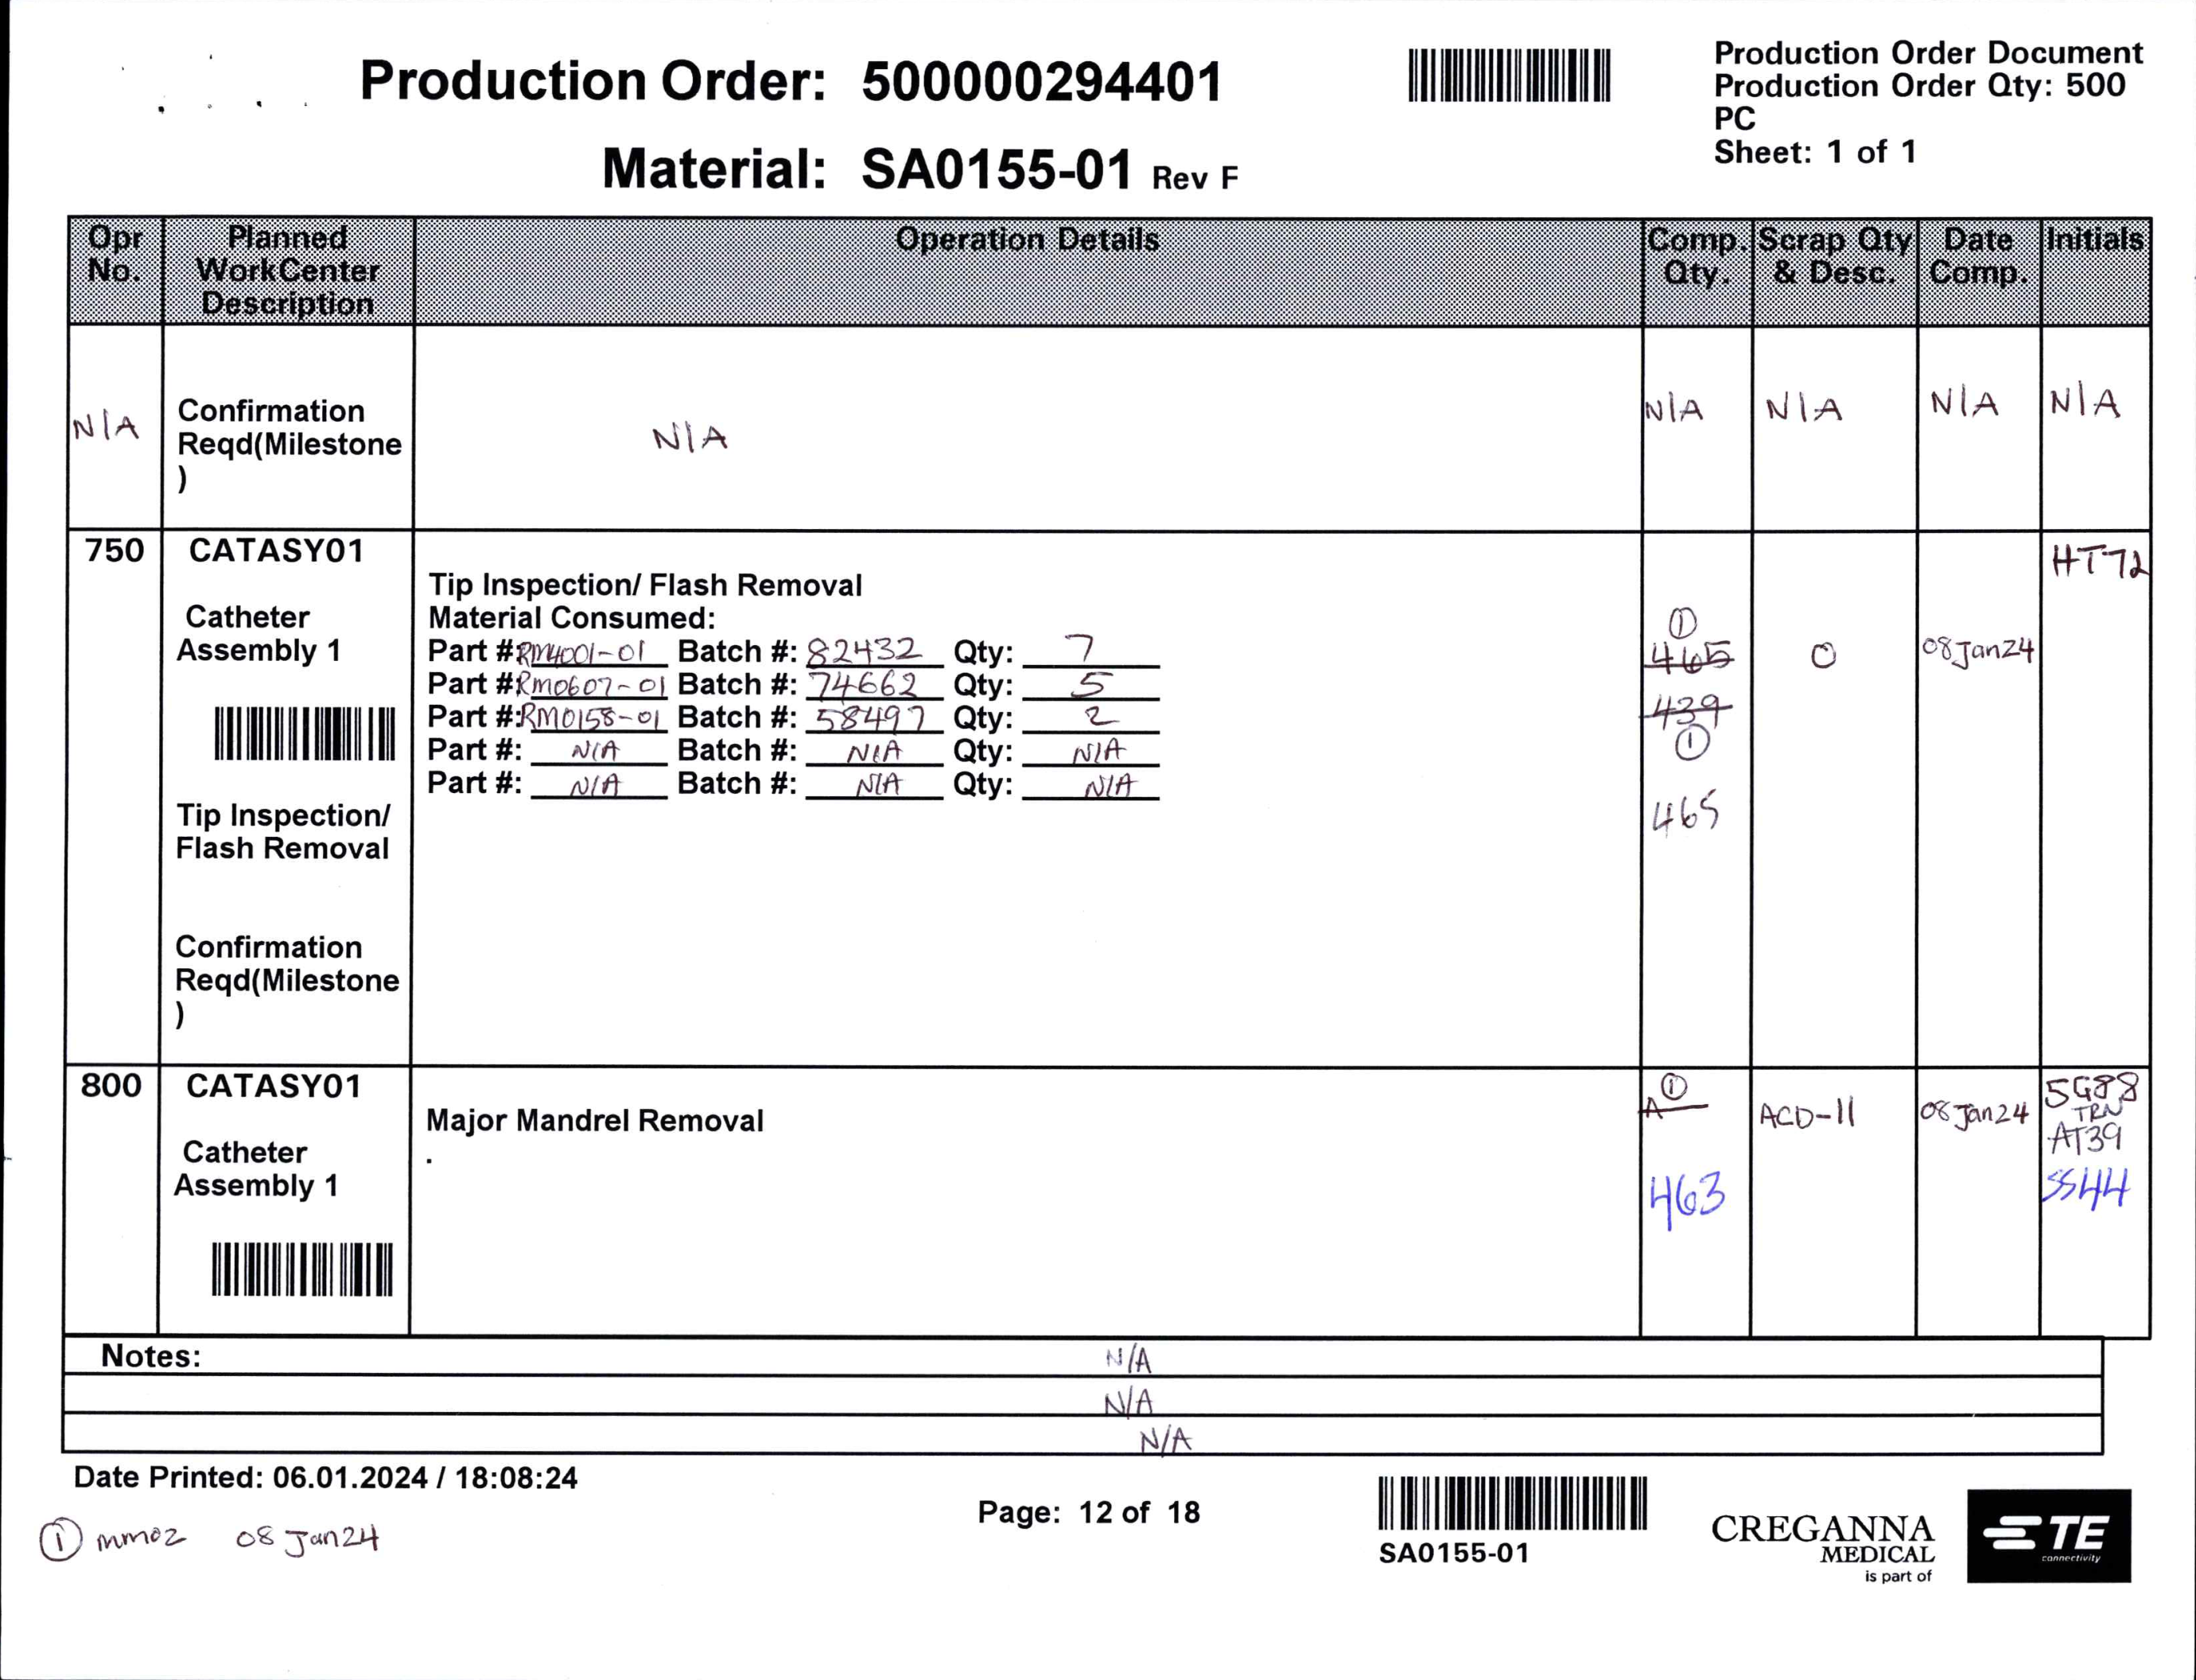 Production Order: 500000294401
Material: SA0155-01 Rev F
Production Order Document
Production Order Qty: 500
PC
Sheet: 1 of 1
Opr No. Planned WorkCenter Description Operation Details Comp. Qty. Scrap Qty & Desc. Date Comp. Initials
N/A
Confirmation
Reqd(Milestone
)
N/A
N/A N/A N/A N/A
750
CATASY01
Catheter
Assembly 1
Tip Inspection/
Flash Removal
Confirmation
Reqd(Milestone
)
Tip Inspection/ Flash Removal
Material Consumed:
Part #: RM4001-01 Batch #: 82432 Qty: 7
Part #: RM0607-01 Batch #: 74662 Qty: 5
Part #: RM0158-01 Batch #: 58497 Qty: 2
Part #: N/A Batch #: N/A Qty: N/A
Part #: N/A Batch #: N/A Qty: N/A
①
465
439
①
465
0
08Jan24
HT72
800
CATASY01
Catheter
Assembly 1
Major Mandrel Removal
.
①
A
463
ACD-11
08Jan24
SG88
TRN
AT39
SS44
Notes: N/A
N/A
N/A
Date Printed: 06.01.2024 / 18:08:24
① mm02 08Jan24
Page: 12 of 18
SA0155-01
CREGANNA
MEDICAL
is part of
TE
connectivity